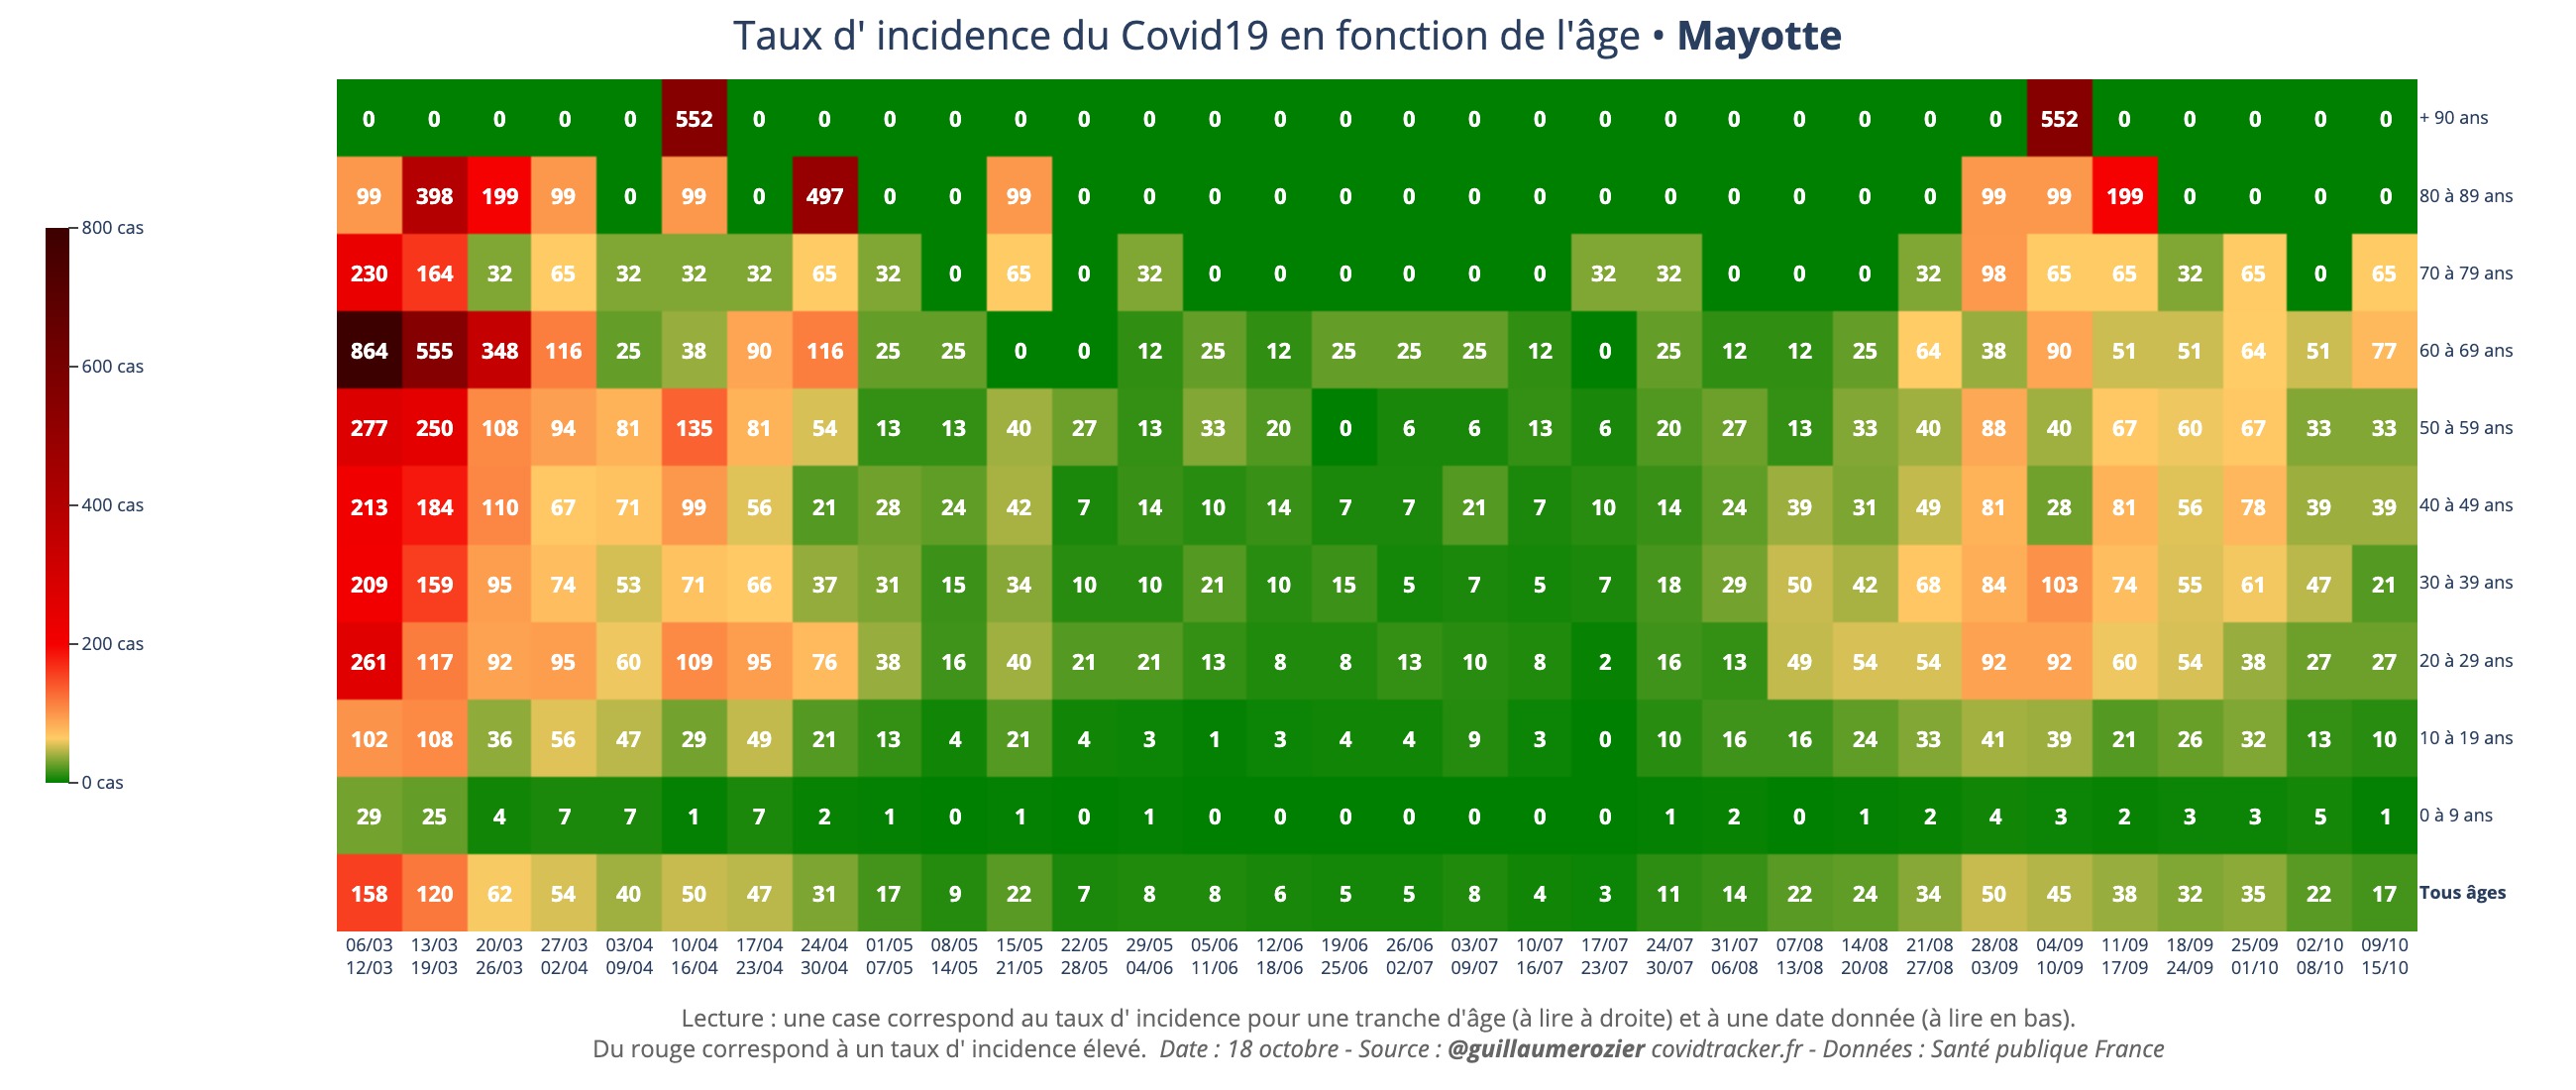 Taux d' incidence du Covid19 en fonction de l'âge • Mayotte
800 cas
600 cas
400 cas
200 cas
0 cas
0 0 0 0 0 552 0 0 0 0 0 0 0 0 0 0 0 0 0 0 0 0 0 0 0 0 552 0 0 0 0 0 + 90 ans
99 398 199 99 0 99 0 497 0 0 99 0 0 0 0 0 0 0 0 0 0 0 0 0 0 99 99 199 0 0 0 0 80 à 89 ans
230 164 32 65 32 32 32 65 32 0 65 0 32 0 0 0 0 0 0 32 32 0 0 0 32 98 65 65 32 65 0 65 70 à 79 ans
864 555 348 116 25 38 90 116 25 25 0 0 12 25 12 25 25 25 12 0 25 12 12 25 64 38 90 51 51 64 51 77 60 à 69 ans
277 250 108 94 81 135 81 54 13 13 40 27 13 33 20 0 6 6 13 6 20 27 13 33 40 88 40 67 60 67 33 33 50 à 59 ans
213 184 110 67 71 99 56 21 28 24 42 7 14 10 14 7 7 21 7 10 14 24 39 31 49 81 28 81 56 78 39 39 40 à 49 ans
209 159 95 74 53 71 66 37 31 15 34 10 10 21 10 15 5 7 5 7 18 29 50 42 68 84 103 74 55 61 47 21 30 à 39 ans
261 117 92 95 60 109 95 76 38 16 40 21 21 13 8 8 13 10 8 2 16 13 49 54 54 92 92 60 54 38 27 27 20 à 29 ans
102 108 36 56 47 29 49 21 13 4 21 4 3 1 3 4 4 9 3 0 10 16 16 24 33 41 39 21 26 32 13 10 10 à 19 ans
29 25 4 7 7 1 7 2 1 0 1 0 1 0 0 0 0 0 0 0 1 2 0 1 2 4 3 2 3 3 5 1 0 à 9 ans
158 120 62 54 40 50 47 31 17 9 22 7 8 8 6 5 5 8 4 3 11 14 22 24 34 50 45 38 32 35 22 17 Tous âges
06/03 13/03 20/03 27/03 03/04 10/04 17/04 24/04 01/05 08/05 15/05 22/05 29/05 05/06 12/06 19/06 26/06 03/07 10/07 17/07 24/07 31/07 07/08 14/08 21/08 28/08 04/09 11/09 18/09 25/09 02/10 09/10
12/03 19/03 26/03 02/04 09/04 16/04 23/04 30/04 07/05 14/05 21/05 28/05 04/06 11/06 18/06 25/06 02/07 09/07 16/07 23/07 30/07 06/08 13/08 20/08 27/08 03/09 10/09 17/09 24/09 01/10 08/10 15/10
Lecture : une case correspond au taux d' incidence pour une tranche d'âge (à lire à droite) et à une date donnée (à lire en bas).
Du rouge correspond à un taux d' incidence élevé. Date : 18 octobre - Source : @guillaumerozier covidtracker.fr - Données : Santé publique France